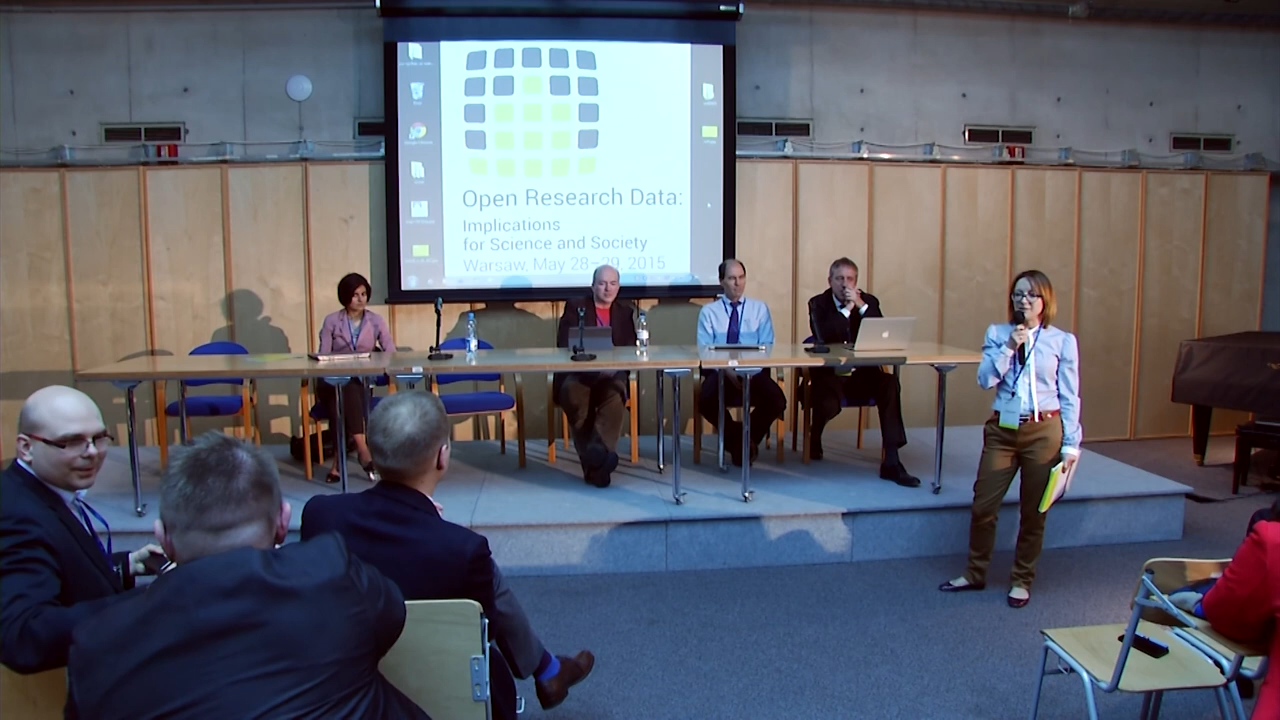 Open Research Data:
Implications
for Science and Society
Warsaw, May 28–29, 2015